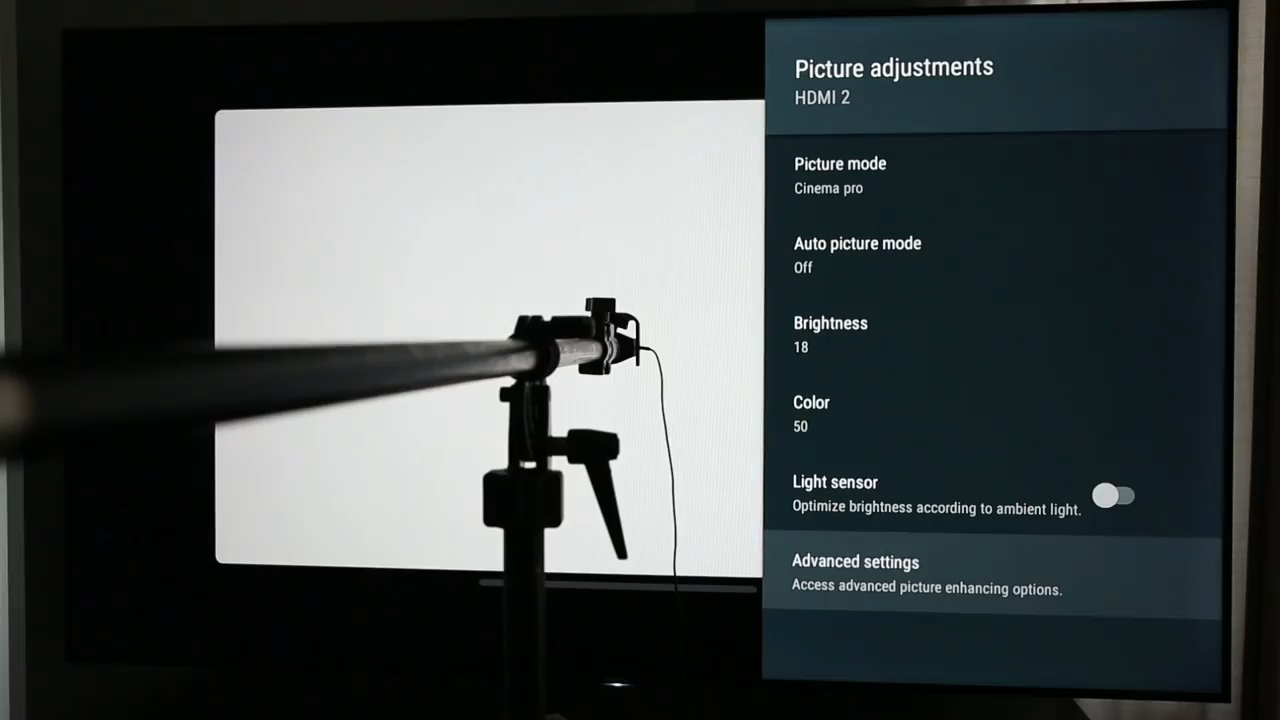 Picture adjustments
HDMI 2
Picture mode
Cinema pro
Auto picture mode
Off
Brightness
18
Color
50
Light sensor
Optimize brightness according to ambient light.
Advanced settings
Access advanced picture enhancing options.